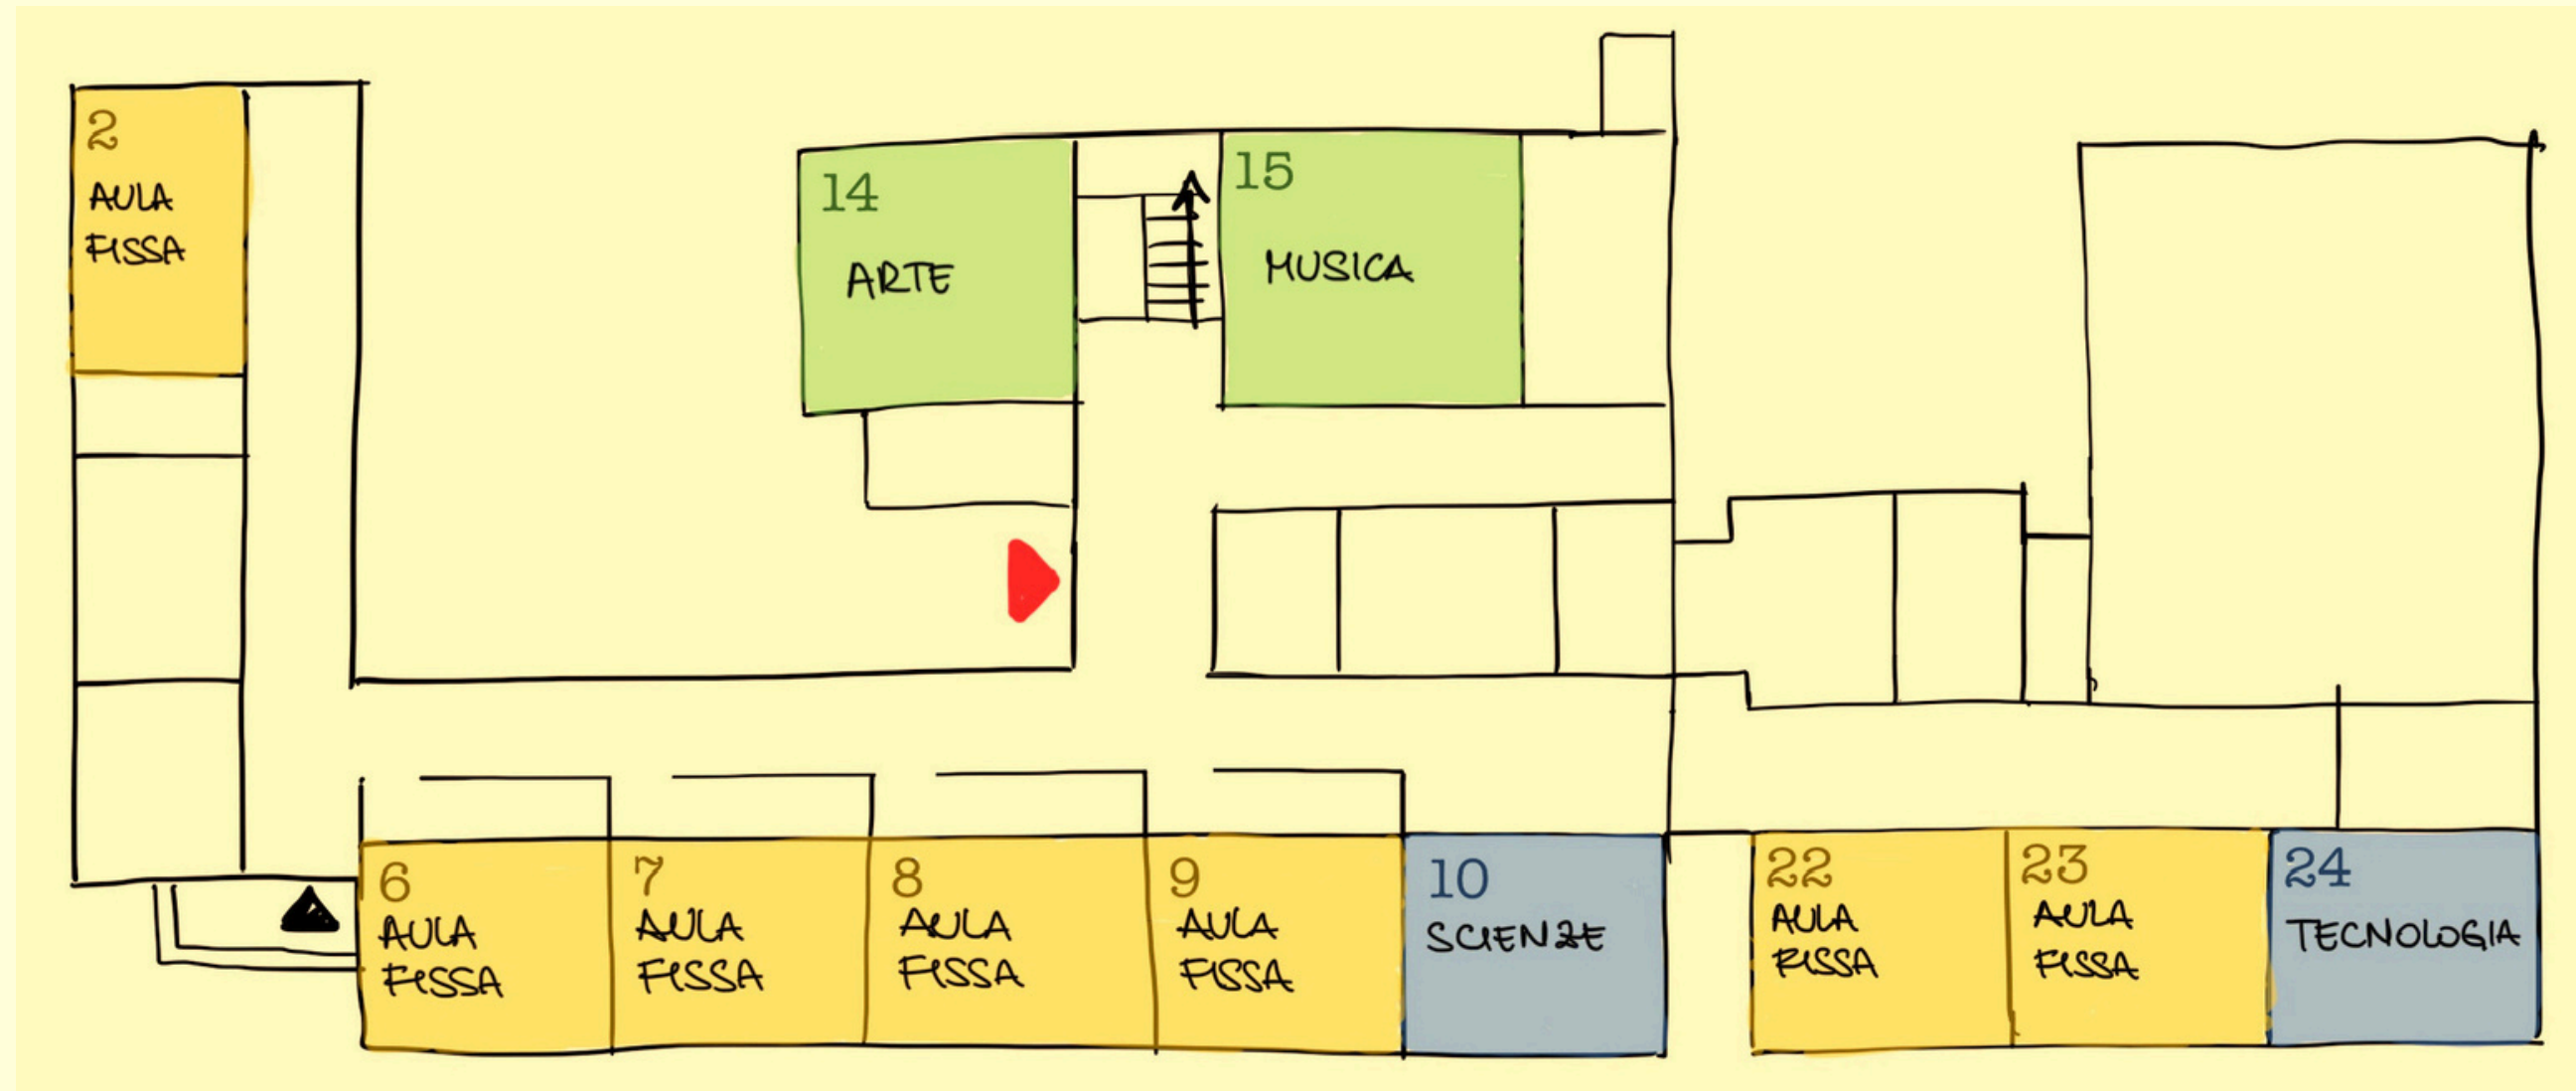 2
AULA
FISSA
14
ARTE
15
MUSICA
6
AULA
FISSA
7
AULA
FISSA
8
AULA
FISSA
9
AULA
FISSA
10
SCIENZE
22
AULA
FISSA
23
AULA
FISSA
24
TECNOLOGIA